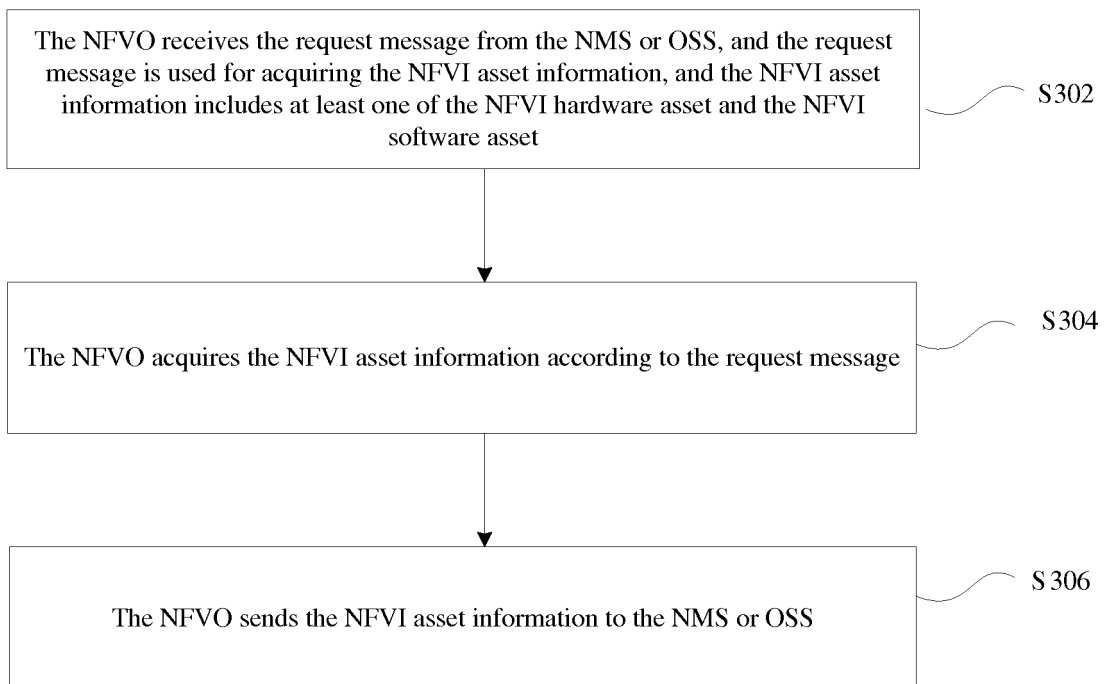 The NFVO receives the request message from the NMS or OSS, and the request
message is used for acquiring the NFVI asset information, and the NFVI asset
information includes at least one of the NFVI hardware asset and the NFVI
software asset
S302
The NFVO acquires the NFVI asset information according to the request message
S304
The NFVO sends the NFVI asset information to the NMS or OSS
S306